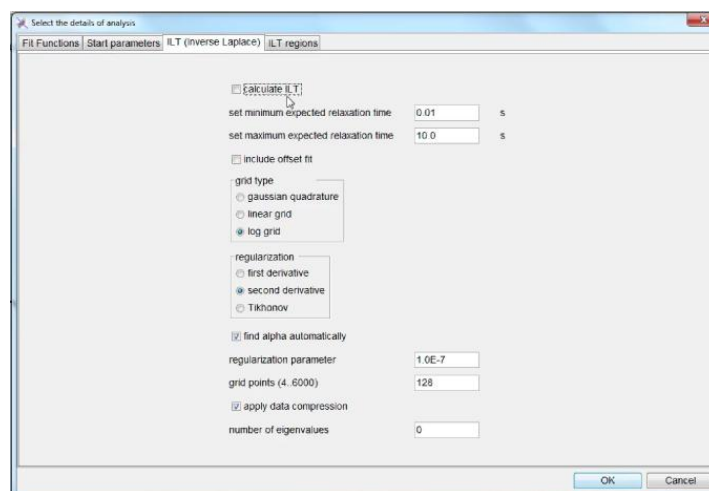 Select the details of analysis
Fit Functions Start parameters ILT (Inverse Laplace) ILT regions
calculate ILT
set minimum expected relaxation time 0.01 s
set maximum expected relaxation time 10.0 s
include offset fit
grid type
gaussian quadrature
linear grid
log grid
regularization
first derivative
second derivative
Tikhonov
find alpha automatically
regularization parameter 1.0E-7
grid points (4..6000) 128
apply data compression
number of eigenvalues 0
OK Cancel